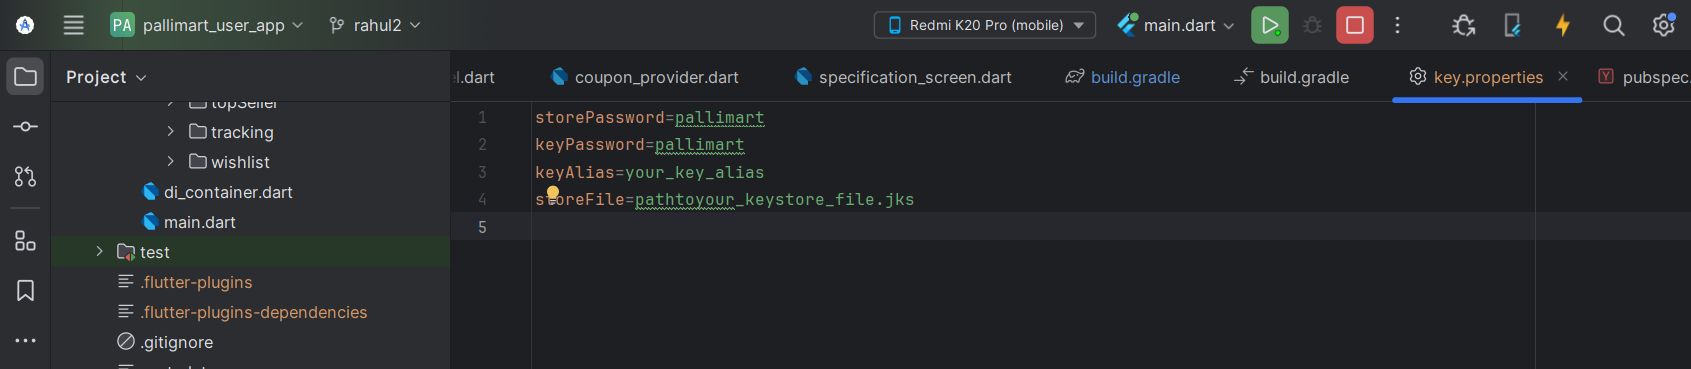 PA pallimart_user_app rahul2 Redmi K20 Pro (mobile) main.dart
Project
l.dart coupon_provider.dart specification_screen.dart build.gradle build.gradle key.properties pubspec.
topSeller
tracking
wishlist
di_container.dart
main.dart
test
.flutter-plugins
.flutter-plugins-dependencies
.gitignore
1 storePassword=pallimart
2 keyPassword=pallimart
3 keyAlias=your_key_alias
4 storeFile=pathtoyour_keystore_file.jks
5